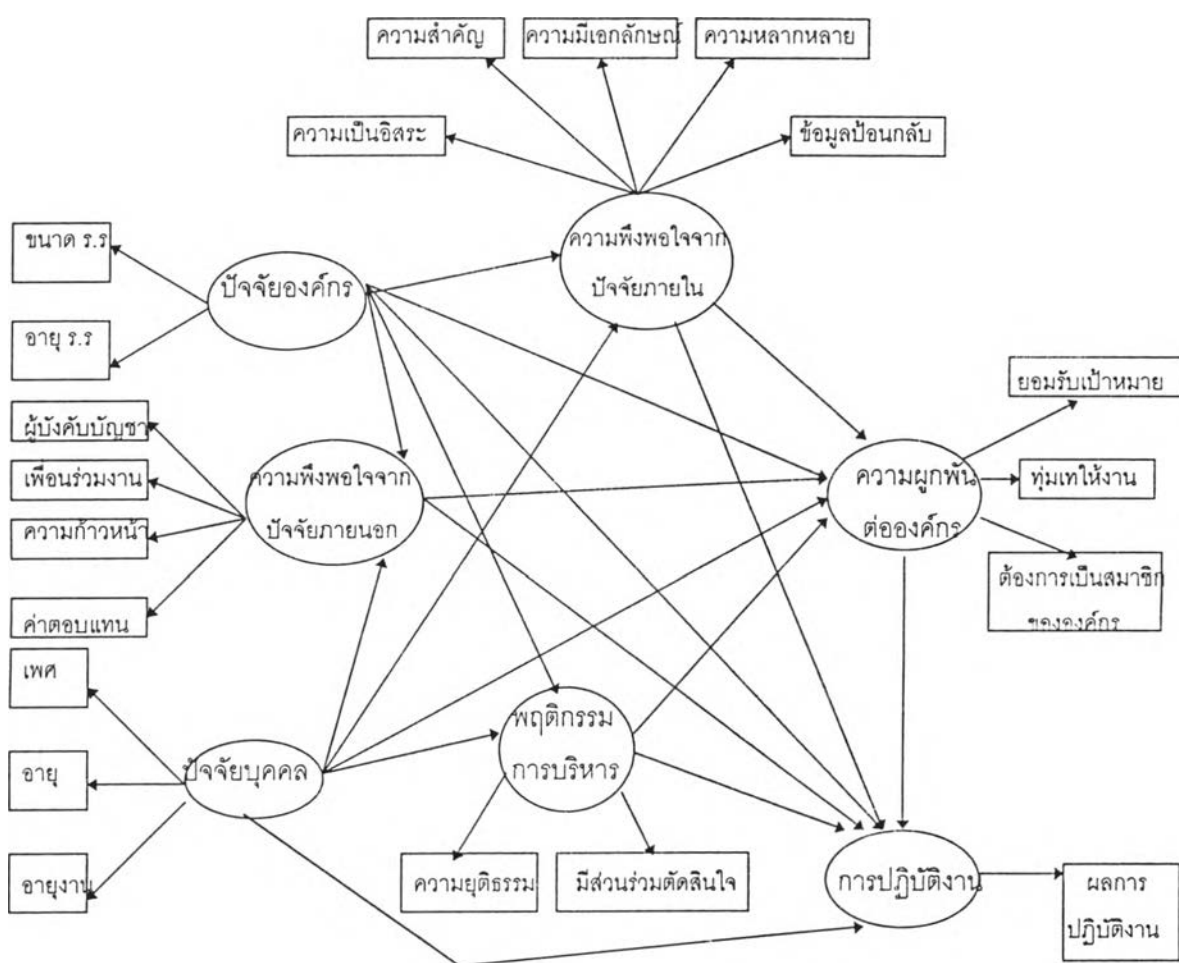 ความสำคัญ
ความมีเอกลักษณ์
ความหลากหลาย
ความเป็นอิสระ
ข้อมูลป้อนกลับ
ขนาด ร.ร
ปัจจัยองค์กร
ความพึงพอใจจาก
ปัจจัยภายใน
อายุ ร.ร
ยอมรับเป้าหมาย
ผู้บังคับบัญชา
เพื่อนร่วมงาน
ความก้าวหน้า
ค่าตอบแทน
ความพึงพอใจจาก
ปัจจัยภายนอก
ความผูกพัน
ต่อองค์กร
ทุ่มเทให้งาน
ต้องการเป็นสมาชิก
ขององค์กร
เพศ
อายุ
อายุงาน
ปัจจัยบุคคล
พฤติกรรม
การบริหาร
ความยุติธรรม
มีส่วนร่วมตัดสินใจ
การปฏิบัติงาน
ผลการ
ปฏิบัติงาน